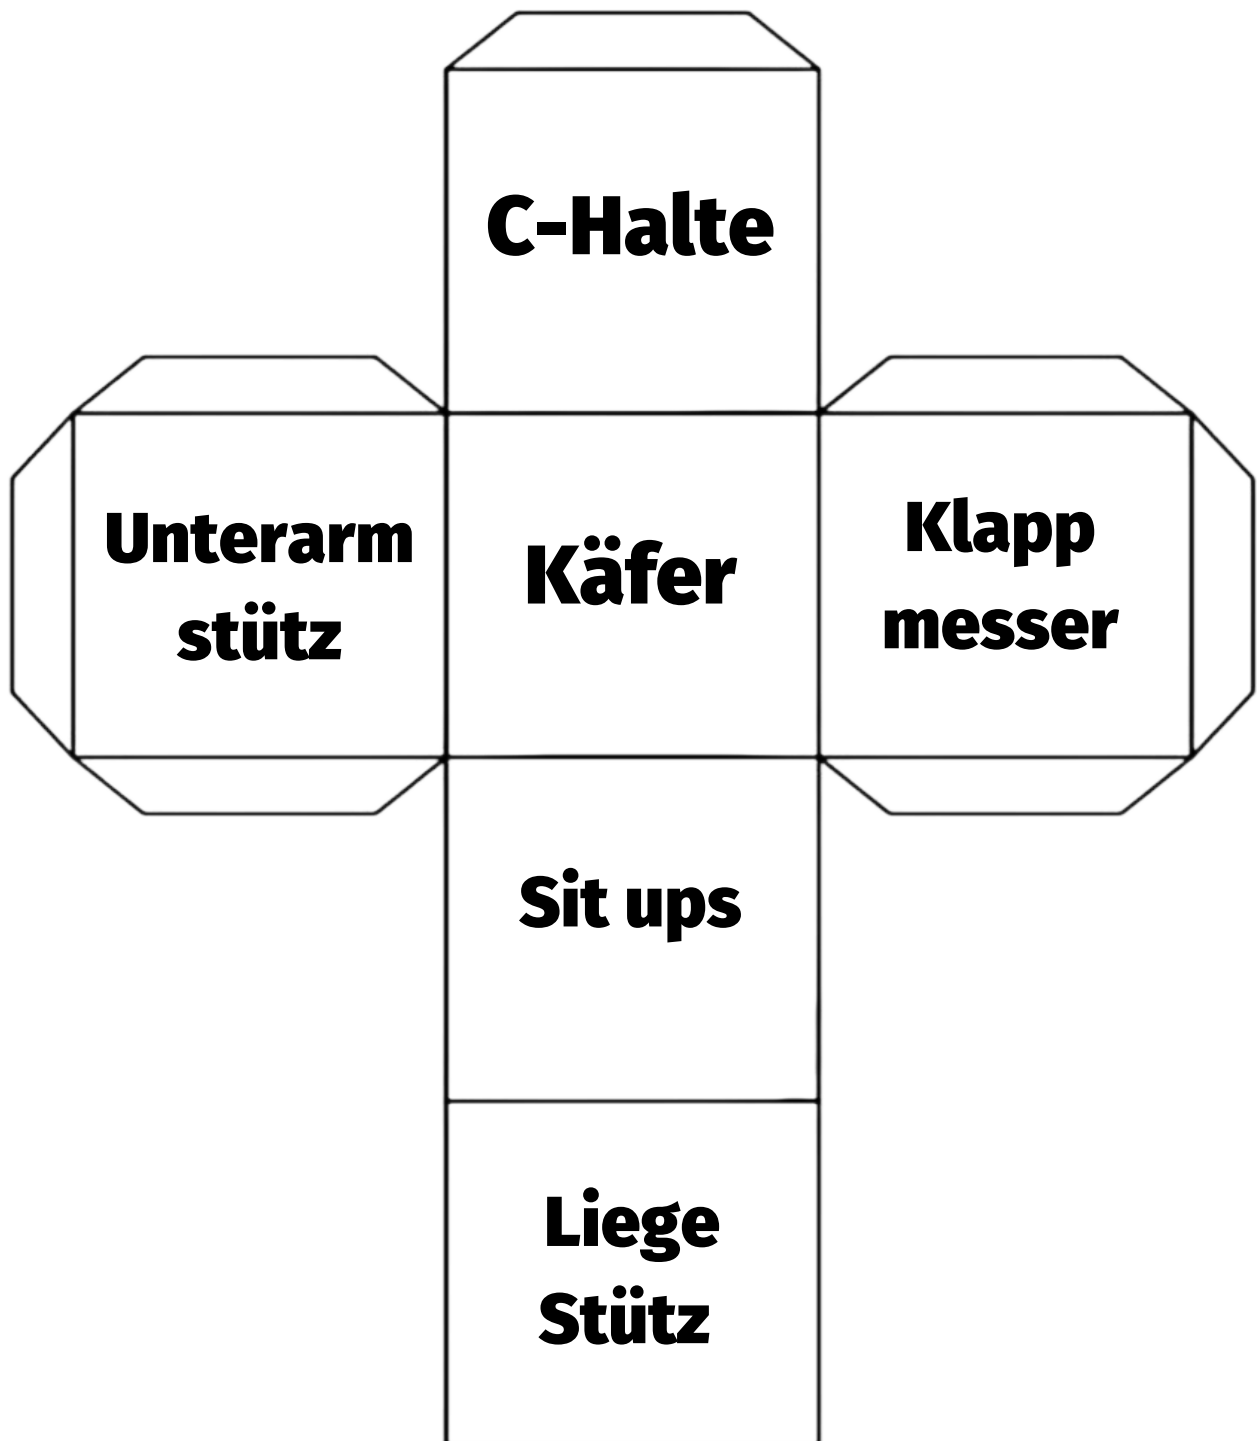 C-Halte
Unterarm
stütz
Käfer
Klapp
messer
Sit ups
Liege
Stütz